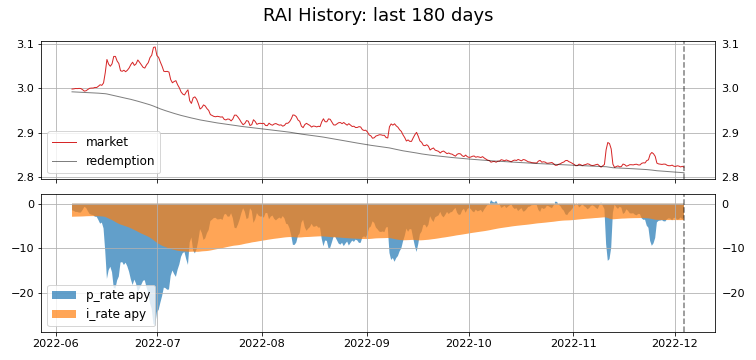 RAI History: last 180 days
3.1
3.0
2.9
2.8
3.1
3.0
2.9
2.8
market
redemption
0
−10
−20
0
−10
−20
p_rate apy
i_rate apy
2022-06 2022-07 2022-08 2022-09 2022-10 2022-11 2022-12